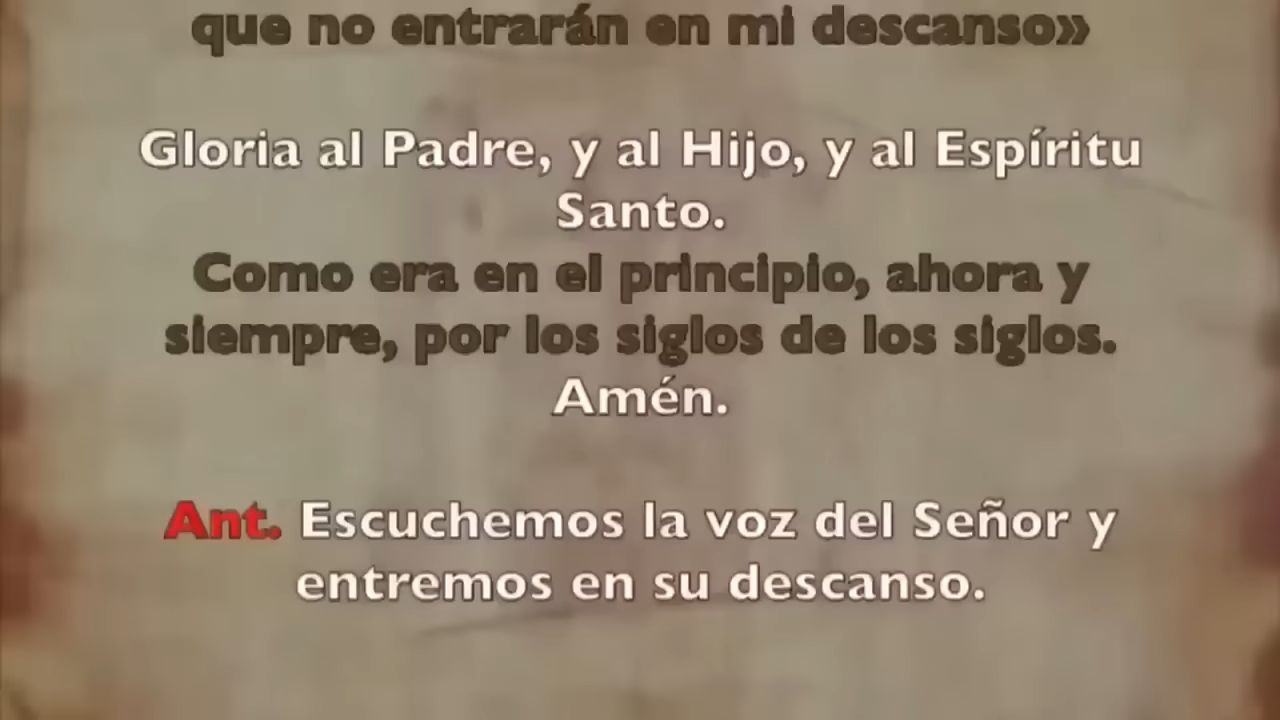 que no entrarán en mi descanso»
Gloria al Padre, y al Hijo, y al Espíritu
Santo.
Como era en el principio, ahora y
siempre, por los siglos de los siglos.
Amén.
Ant. Escuchemos la voz del Señor y
entremos en su descanso.